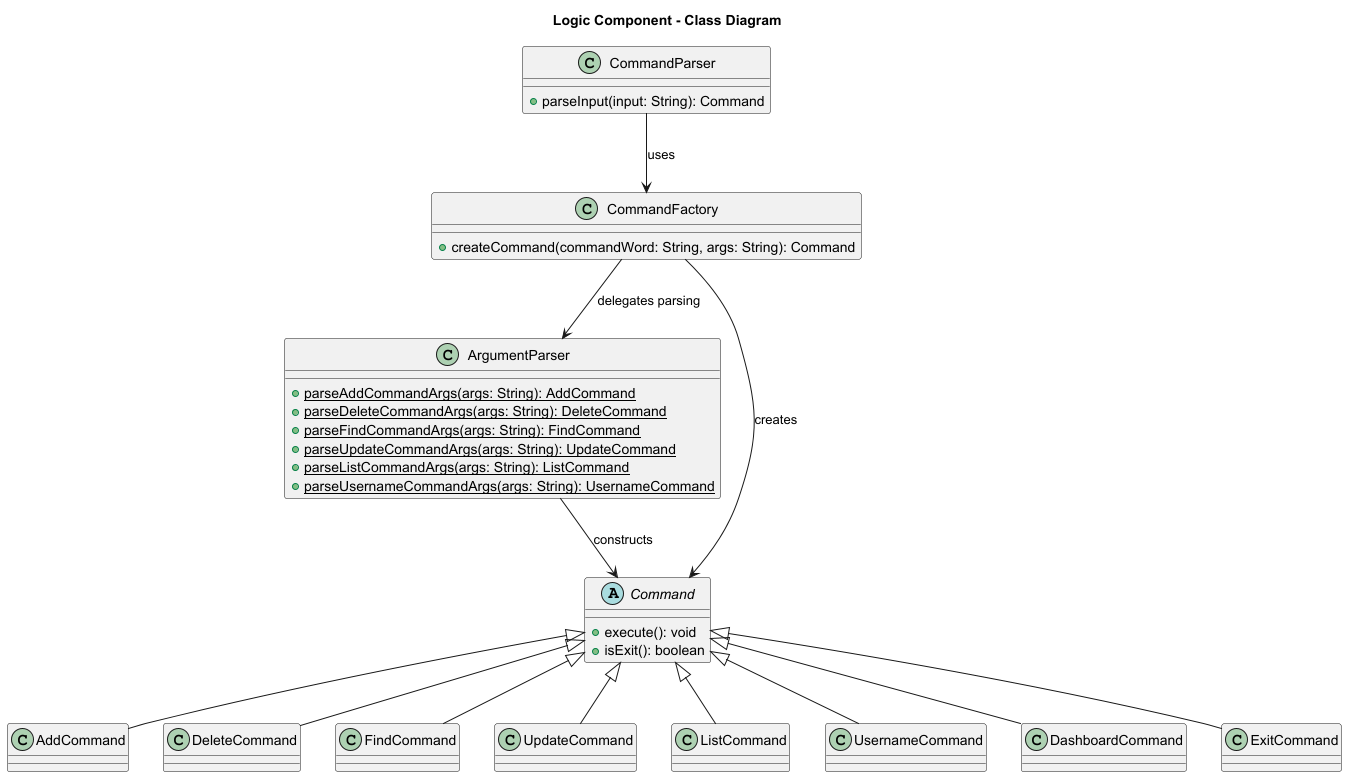 Logic Component - Class Diagram
C CommandParser
parseInput(input: String): Command
uses
C CommandFactory
createCommand(commandWord: String, args: String): Command
delegates parsing
C ArgumentParser
parseAddCommandArgs(args: String): AddCommand
parseDeleteCommandArgs(args: String): DeleteCommand
parseFindCommandArgs(args: String): FindCommand
parseUpdateCommandArgs(args: String): UpdateCommand
parseListCommandArgs(args: String): ListCommand
parseUsernameCommandArgs(args: String): UsernameCommand
creates
constructs
A Command
execute(): void
isExit(): boolean
C AddCommand
C DeleteCommand
C FindCommand
C UpdateCommand
C ListCommand
C UsernameCommand
C DashboardCommand
C ExitCommand